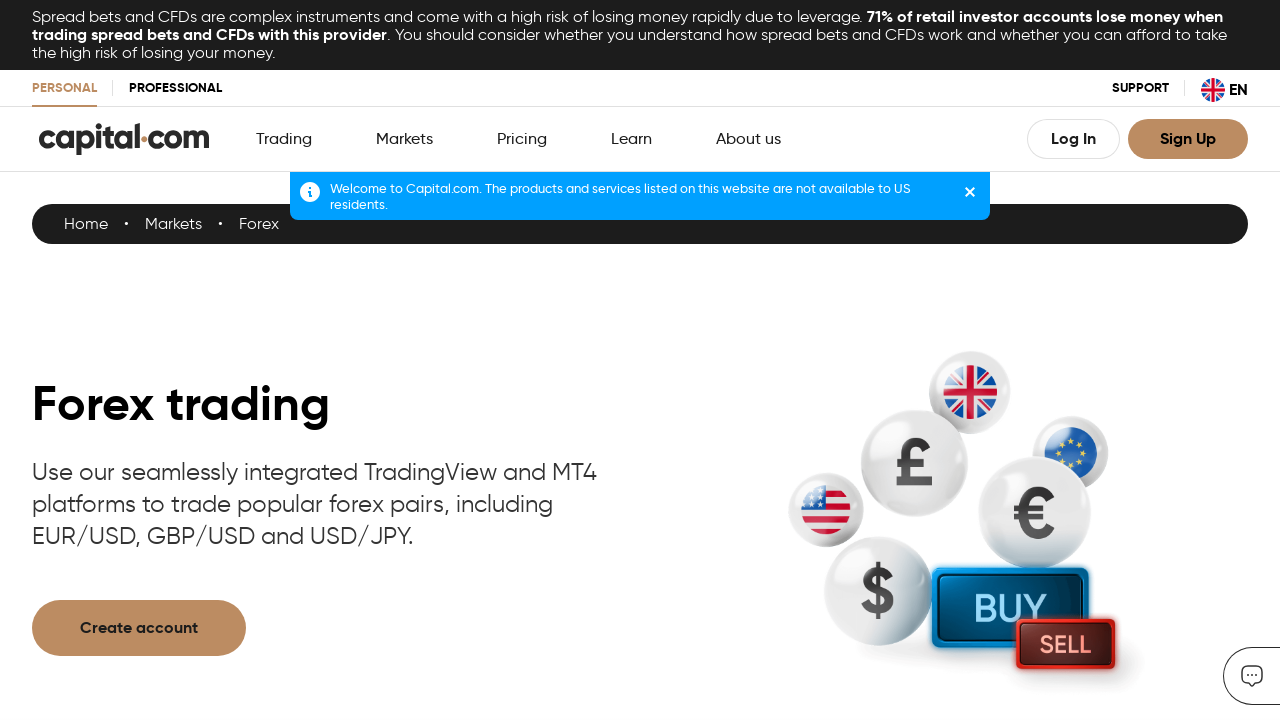 Spread bets and CFDs are complex instruments and come with a high risk of losing money rapidly due to leverage. 71% of retail investor accounts lose money when
trading spread bets and CFDs with this provider. You should consider whether you understand how spread bets and CFDs work and whether you can afford to take
the high risk of losing your money.
PERSONAL PROFESSIONAL SUPPORT EN
capital.com Trading Markets Pricing Learn About us Log In Sign Up
Welcome to Capital.com. The products and services listed on this website are not available to US
residents.
Home • Markets • Forex
Forex trading
Use our seamlessly integrated TradingView and MT4
platforms to trade popular forex pairs, including
EUR/USD, GBP/USD and USD/JPY.
Create account
£
€
$
BUY
SELL